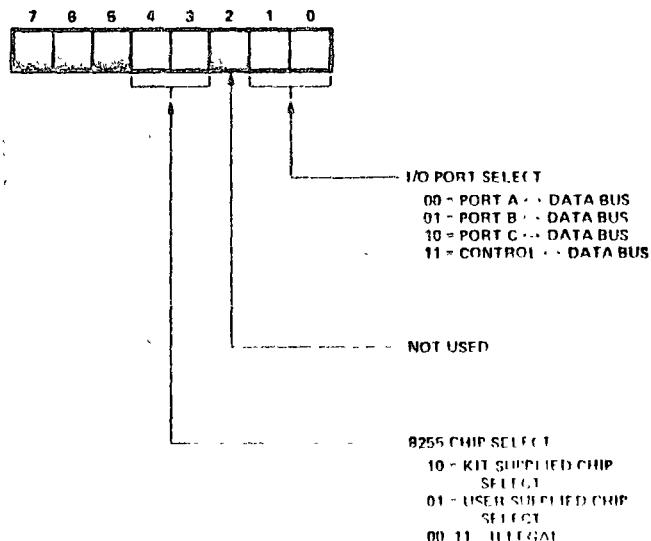 7 6 5 4 3 2 1 0
I/O PORT SELECT
00 = PORT A ↔ DATA BUS
01 = PORT B ↔ DATA BUS
10 = PORT C ↔ DATA BUS
11 = CONTROL ↔ DATA BUS
NOT USED
8255 CHIP SELECT
10 = KIT SUPPLIED CHIP
SELECT
01 = USER SUPPLIED CHIP
SELECT
00, 11 = ILLEGAL